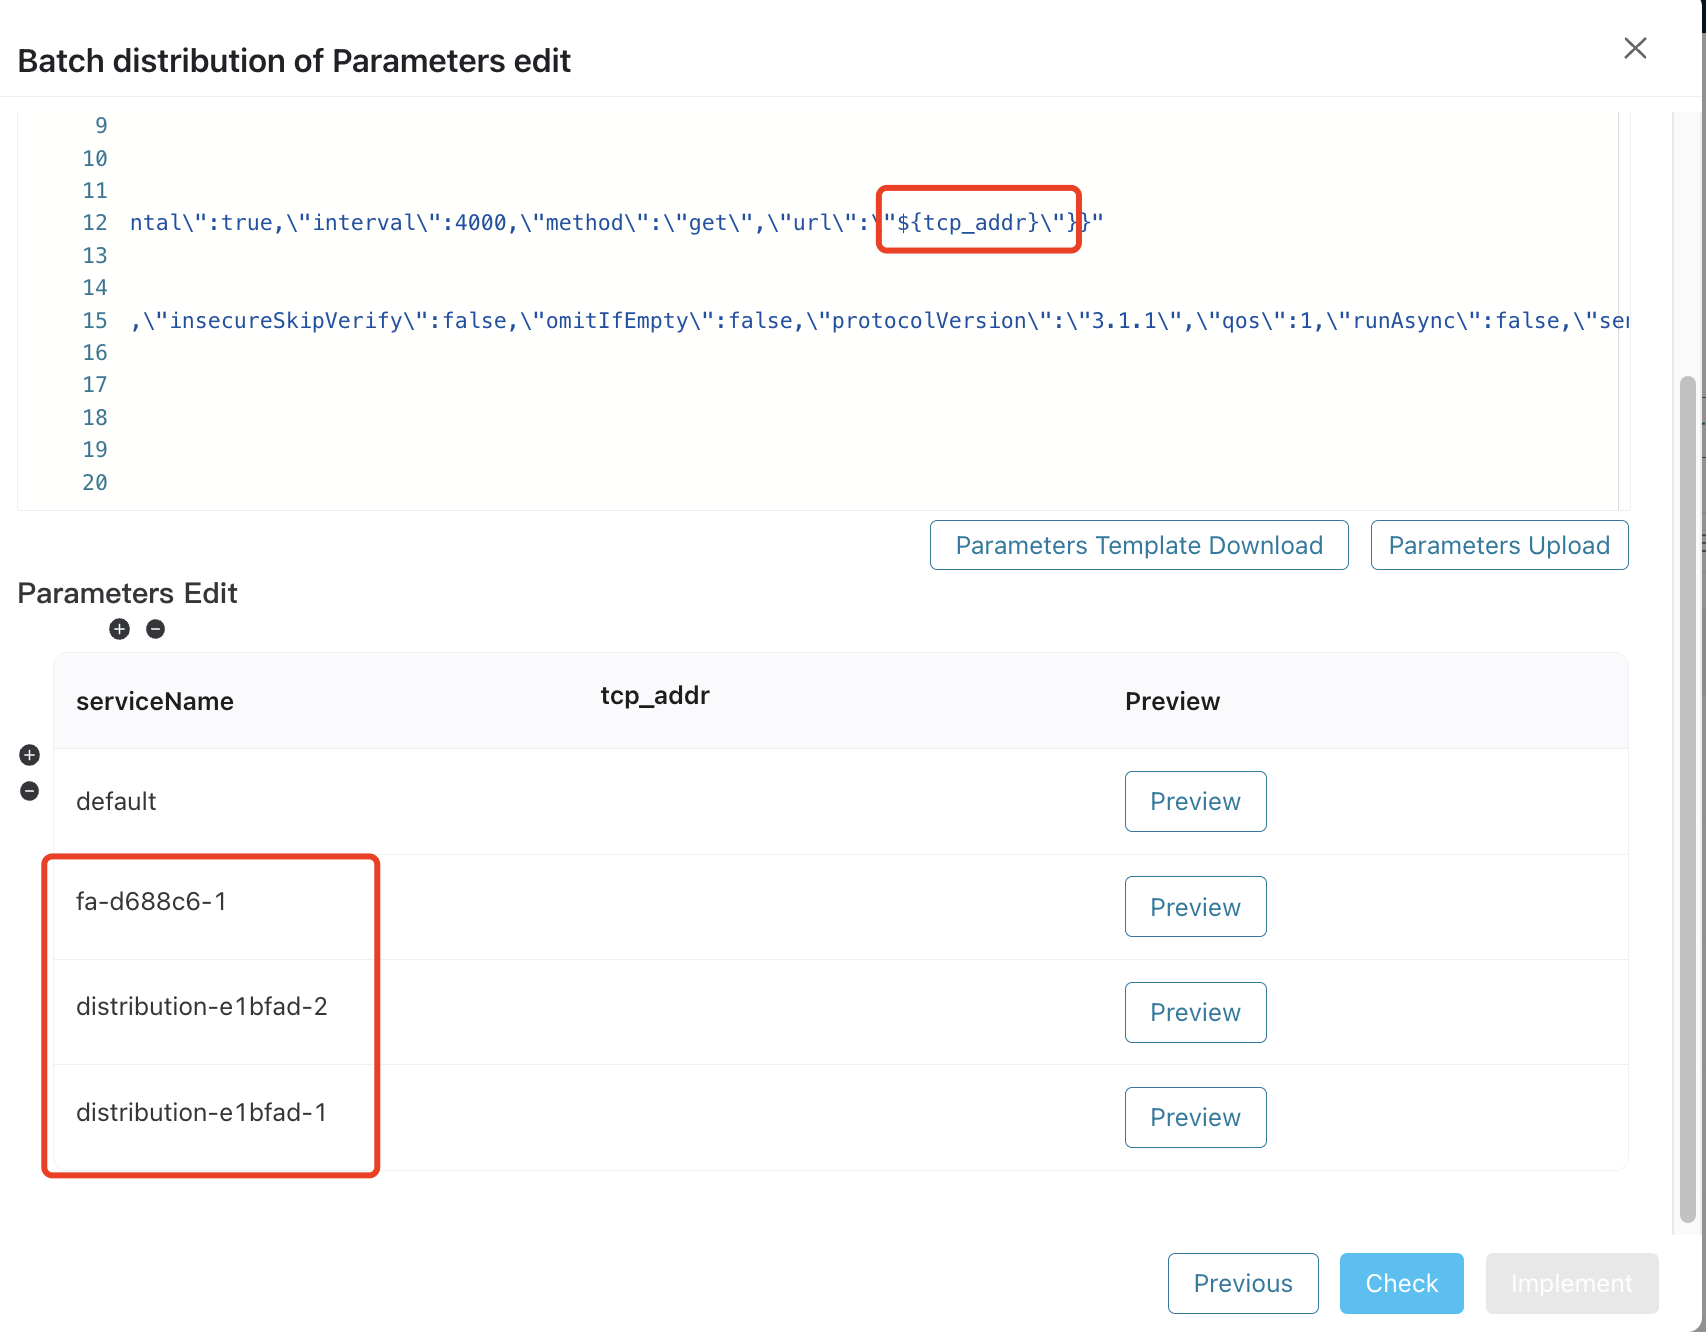 Batch distribution of Parameters edit
9
10
11
12 ntal\":true,\"interval\":4000,\"method\":\"get\",\"url\":\"${tcp_addr}\"}}"
13
14
15 ,\"insecureSkipVerify\":false,\"omitIfEmpty\":false,\"protocolVersion\":\"3.1.1\",\"qos\":1,\"runAsync\":false,\"ser
16
17
18
19
20
Parameters Template Download Parameters Upload
Parameters Edit
serviceName tcp_addr Preview
default Preview
fa-d688c6-1 Preview
distribution-e1bfad-2 Preview
distribution-e1bfad-1 Preview
Previous Check Implement